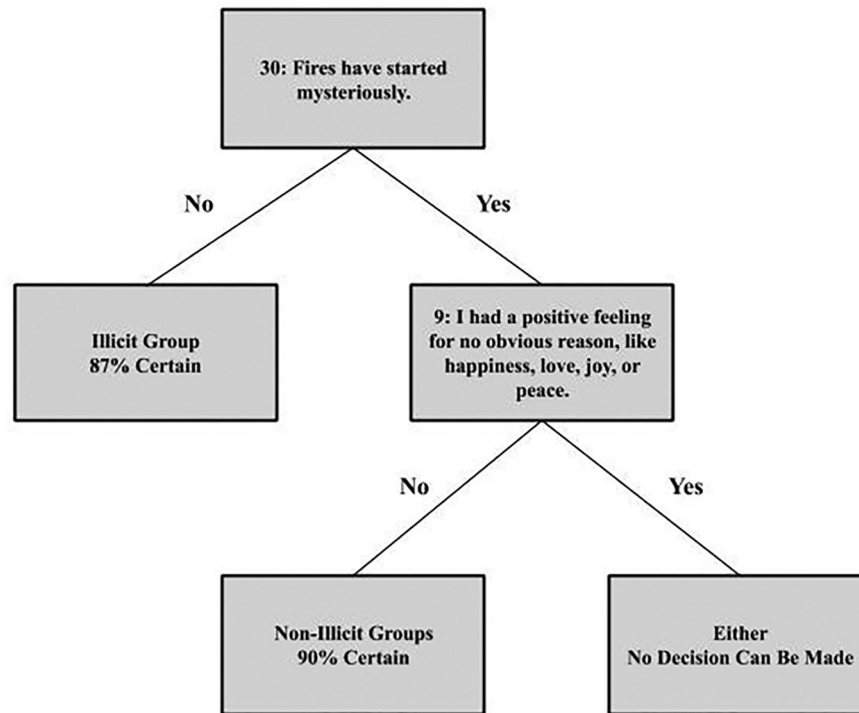 30: Fires have started
mysteriously.
No
Yes
Illicit Group
87% Certain
9: I had a positive feeling
for no obvious reason, like
happiness, love, joy, or
peace.
No
Yes
Non-Illicit Groups
90% Certain
Either
No Decision Can Be Made